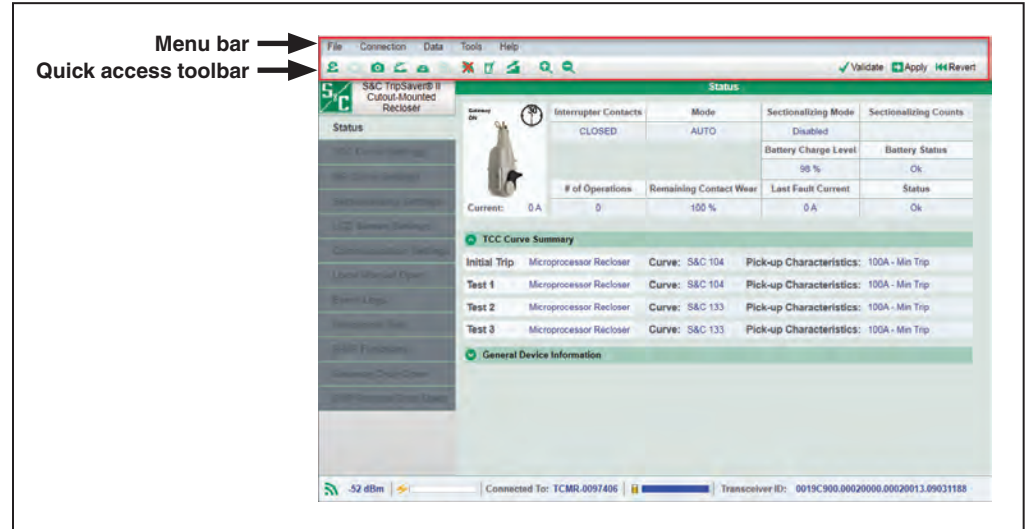 Menu bar
Quick access toolbar
File Connection Data Tools Help
Validate Apply Revert
S&C TripSaver® II
Cutout-Mounted
Recloser
Status
Status
Gateway
ON
30
Interrupter Contacts Mode Sectionalizing Mode Sectionalizing Counts
CLOSED AUTO Disabled
Battery Charge Level Battery Status
98 % Ok
# of Operations Remaining Contact Wear Last Fault Current Status
Current: 0 A 0 100 % 0 A Ok
TCC Curve Summary
Initial Trip Microprocessor Recloser Curve: S&C 104 Pick-up Characteristics: 100A - Min Trip
Test 1 Microprocessor Recloser Curve: S&C 104 Pick-up Characteristics: 100A - Min Trip
Test 2 Microprocessor Recloser Curve: S&C 133 Pick-up Characteristics: 100A - Min Trip
Test 3 Microprocessor Recloser Curve: S&C 133 Pick-up Characteristics: 100A - Min Trip
General Device Information
-52 dBm Connected To: TCMR-0097406 Transceiver ID: 0019C900.00020000.00020013.09031188